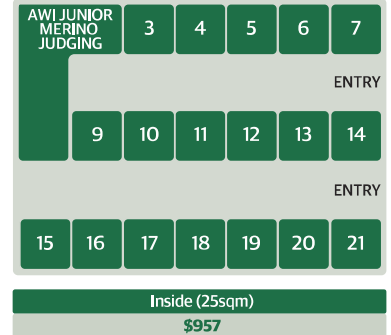 AWI JUNIOR
MERINO
JUDGING
3 4 5 6 7
ENTRY
9 10 11 12 13 14
ENTRY
15 16 17 18 19 20 21
Inside (25sqm)
$957